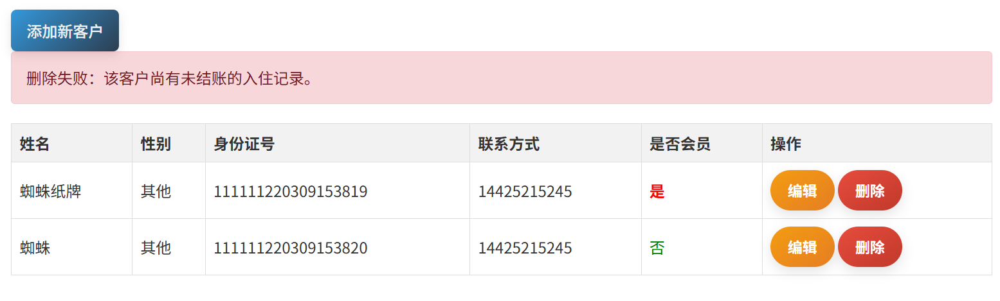 添加新客户
删除失败：该客户尚有未结账的入住记录。
姓名 性别 身份证号 联系方式 是否会员 操作
蜘蛛纸牌 其他 111111220309153819 14425215245 是 编辑 删除
蜘蛛 其他 111111220309153820 14425215245 否 编辑 删除